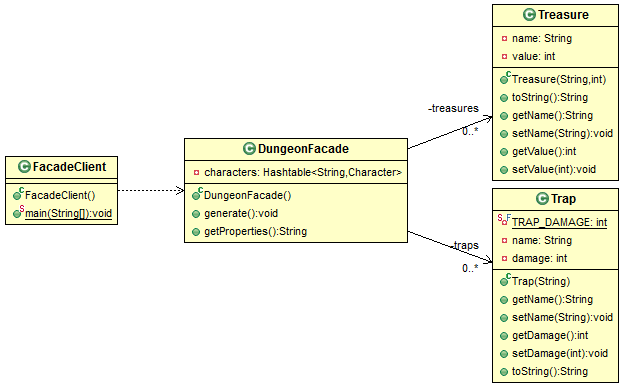 Treasure
name: String
value: int
Treasure(String,int)
toString():String
getName():String
setName(String):void
getValue():int
setValue(int):void
-treasures
0..*
DungeonFacade
characters: Hashtable<String,Character>
DungeonFacade()
generate():void
getProperties():String
FacadeClient
FacadeClient()
main(String[]):void
-traps
0..*
Trap
TRAP_DAMAGE: int
name: String
damage: int
Trap(String)
getName():String
setName(String):void
getDamage():int
setDamage(int):void
toString():String